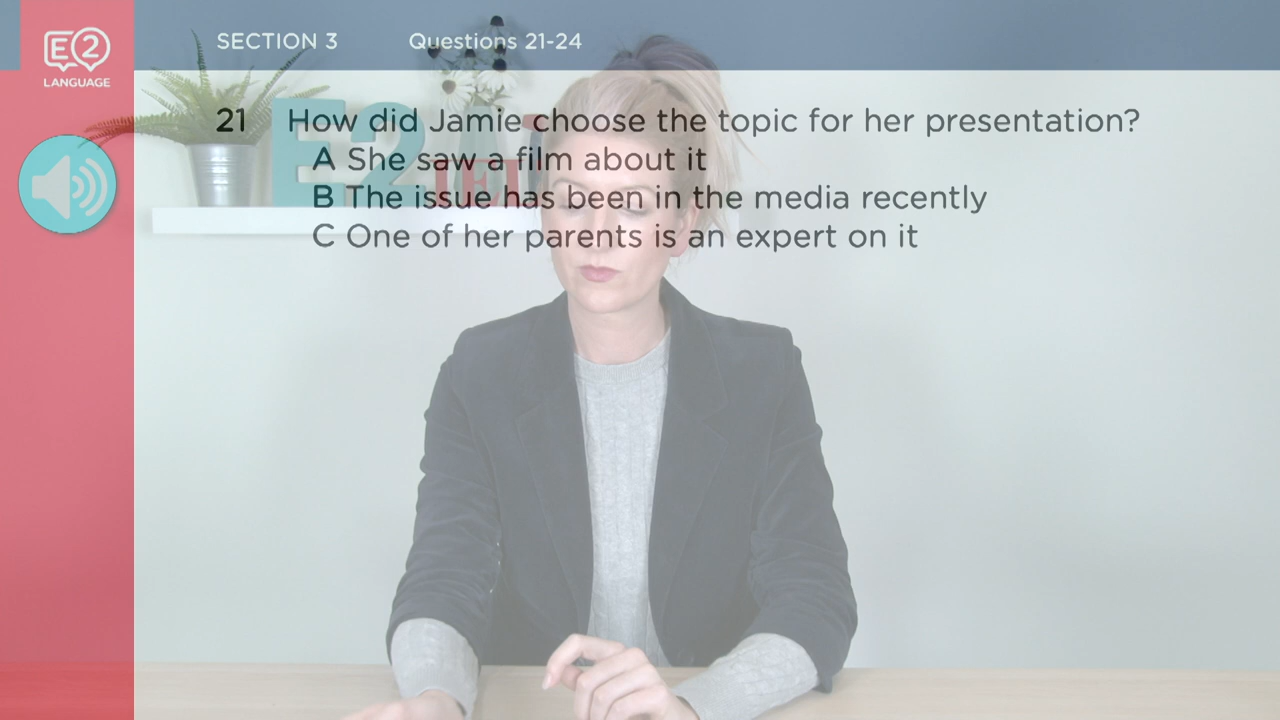 E2
LANGUAGE
SECTION 3 Questions 21-24
21 How did Jamie choose the topic for her presentation?
A She saw a film about it
B The issue has been in the media recently
C One of her parents is an expert on it
E2